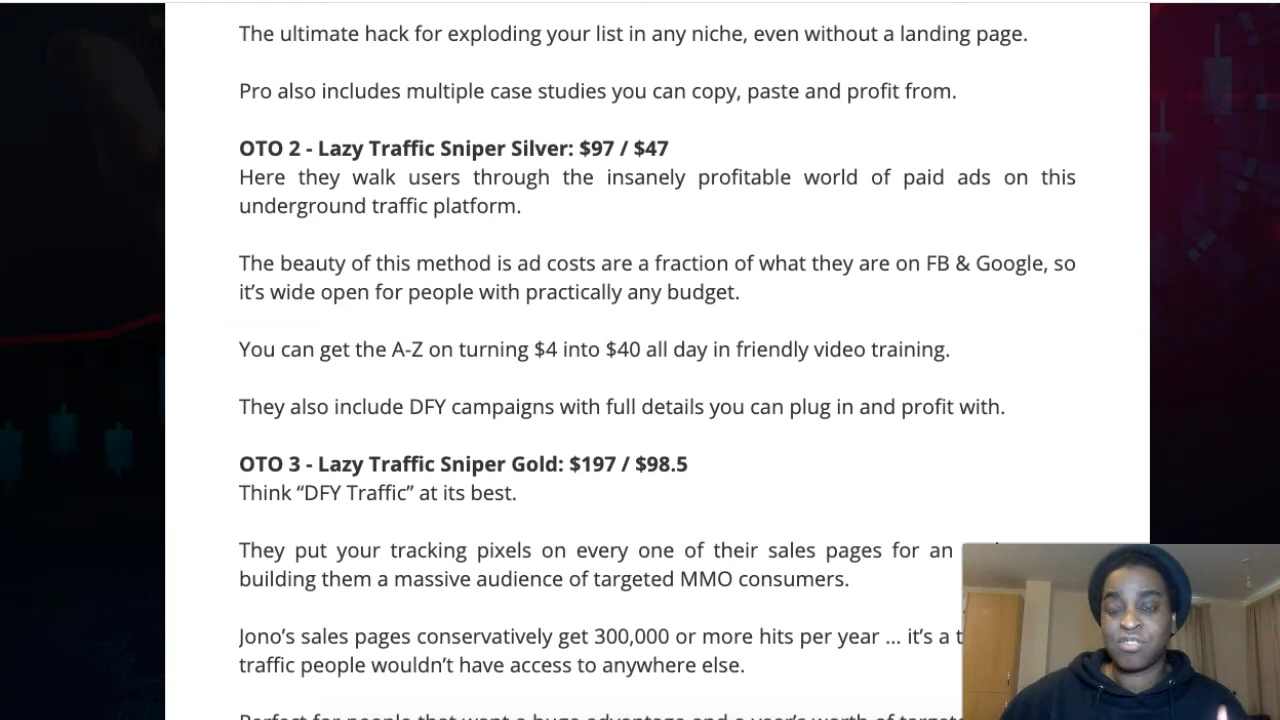 The ultimate hack for exploding your list in any niche, even without a landing page.
Pro also includes multiple case studies you can copy, paste and profit from.
OTO 2 - Lazy Traffic Sniper Silver: $97 / $47
Here they walk users through the insanely profitable world of paid ads on this
underground traffic platform.
The beauty of this method is ad costs are a fraction of what they are on FB & Google, so
it’s wide open for people with practically any budget.
You can get the A-Z on turning $4 into $40 all day in friendly video training.
They also include DFY campaigns with full details you can plug in and profit with.
OTO 3 - Lazy Traffic Sniper Gold: $197 / $98.5
Think “DFY Traffic” at its best.
They put your tracking pixels on every one of their sales pages for an
building them a massive audience of targeted MMO consumers.
Jono’s sales pages conservatively get 300,000 or more hits per year ... it’s a
traffic people wouldn’t have access to anywhere else.